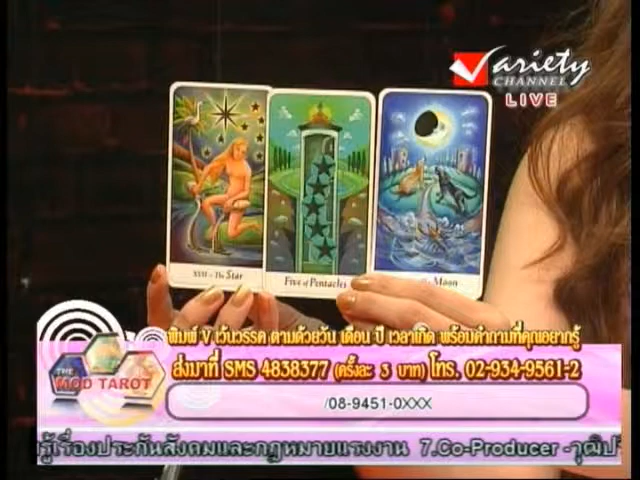 Variety
CHANNEL
LIVE
XVII - The Star
Five of Pentacles
The Moon
พิมพ์ V เว้นวรรค ตามด้วยวัน เดือน ปี เวลาเกิด พร้อมคำถามที่คุณอยากรู้
ส่งมาที่ SMS 4838377 (ครั้งละ 3 บาท) โทร. 02-934-9561-2
THE
MOD TAROT
/08-9451-0XXX
รู้เรื่องประกันสังคมและกฎหมายแรงงาน 7.Co-Producer -วุฒิปริ